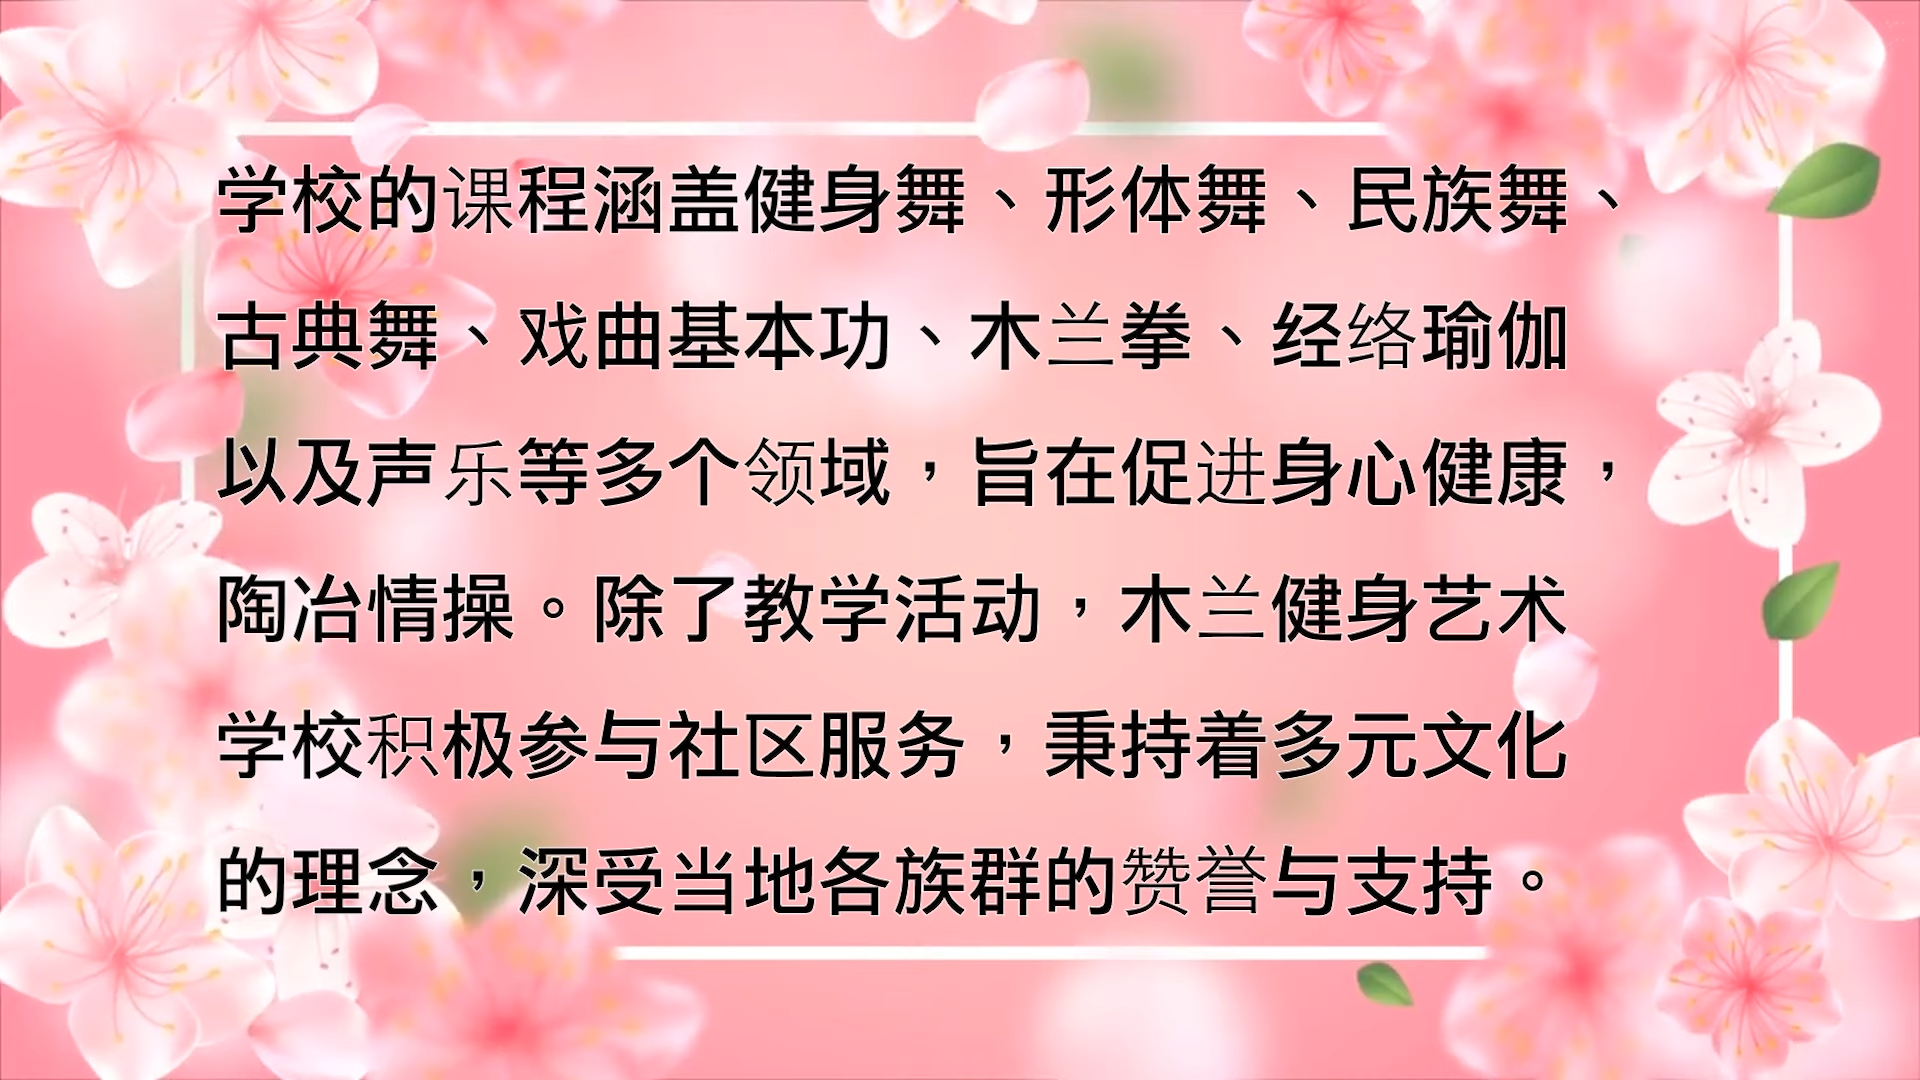 学校的课程涵盖健身舞、形体舞、民族舞、
古典舞、戏曲基本功、木兰拳、经络瑜伽
以及声乐等多个领域，旨在促进身心健康，
陶冶情操。除了教学活动，木兰健身艺术
学校积极参与社区服务，秉持着多元文化
的理念，深受当地各族群的赞誉与支持。